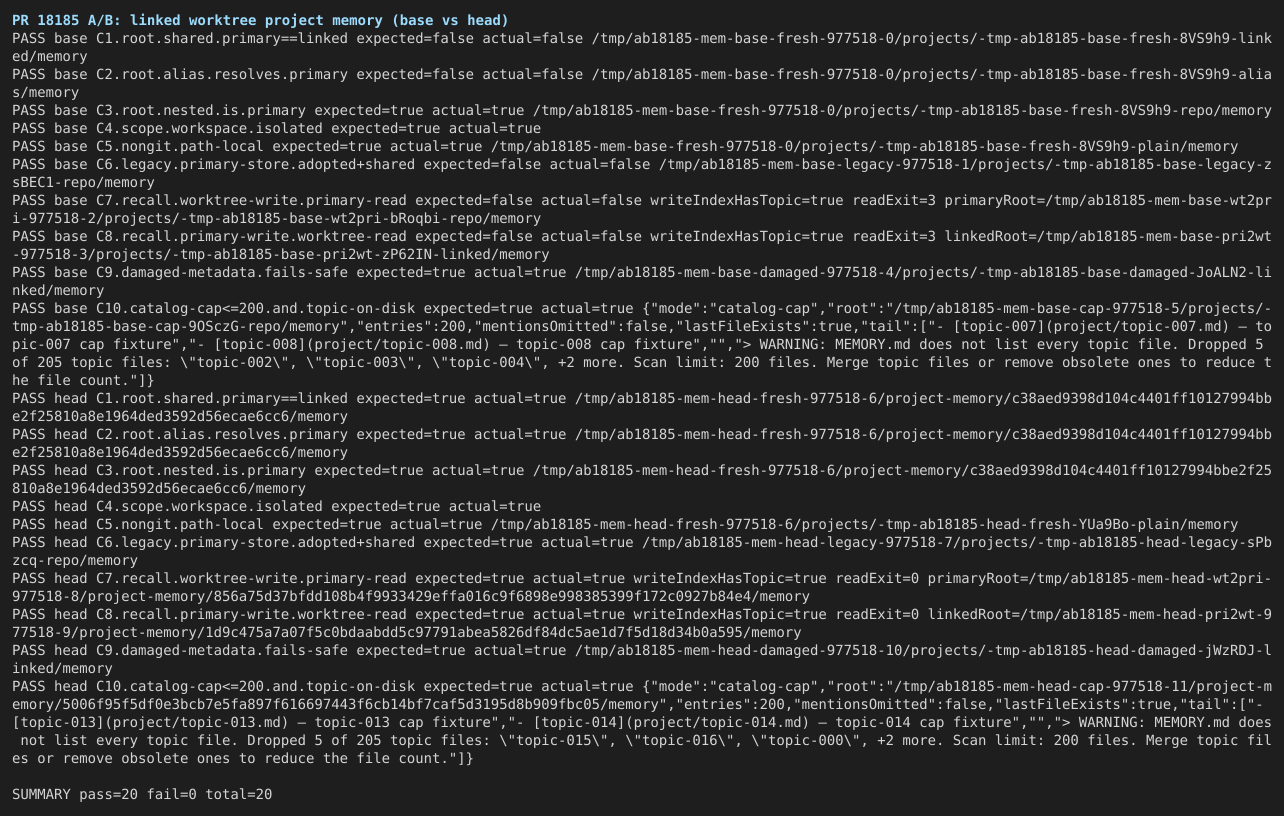 PR 18185 A/B: linked worktree project memory (base vs head)
PASS base C1.root.shared.primary==linked expected=false actual=false /tmp/ab18185-mem-base-fresh-977518-0/projects/-tmp-ab18185-base-fresh-8VS9h9-link
ed/memory
PASS base C2.root.alias.resolves.primary expected=false actual=false /tmp/ab18185-mem-base-fresh-977518-0/projects/-tmp-ab18185-base-fresh-8VS9h9-alia
s/memory
PASS base C3.root.nested.is.primary expected=true actual=true /tmp/ab18185-mem-base-fresh-977518-0/projects/-tmp-ab18185-base-fresh-8VS9h9-repo/memory
PASS base C4.scope.workspace.isolated expected=true actual=true
PASS base C5.nongit.path-local expected=true actual=true /tmp/ab18185-mem-base-fresh-977518-0/projects/-tmp-ab18185-base-fresh-8VS9h9-plain/memory
PASS base C6.legacy.primary-store.adopted+shared expected=false actual=false /tmp/ab18185-mem-base-legacy-977518-1/projects/-tmp-ab18185-base-legacy-z
sBEC1-repo/memory
PASS base C7.recall.worktree-write.primary-read expected=false actual=false writeIndexHasTopic=true readExit=3 primaryRoot=/tmp/ab18185-mem-base-wt2pr
i-977518-2/projects/-tmp-ab18185-base-wt2pri-bRoqbi-repo/memory
PASS base C8.recall.primary-write.worktree-read expected=false actual=false writeIndexHasTopic=true readExit=3 linkedRoot=/tmp/ab18185-mem-base-pri2wt
-977518-3/projects/-tmp-ab18185-base-pri2wt-zP62IN-linked/memory
PASS base C9.damaged-metadata.fails-safe expected=true actual=true /tmp/ab18185-mem-base-damaged-977518-4/projects/-tmp-ab18185-base-damaged-JoALN2-li
nked/memory
PASS base C10.catalog-cap<=200.and.topic-on-disk expected=true actual=true {"mode":"catalog-cap","root":"/tmp/ab18185-mem-base-cap-977518-5/projects/-
tmp-ab18185-base-cap-9OSczG-repo/memory","entries":200,"mentionsOmitted":false,"lastFileExists":true,"tail":["- [topic-007](project/topic-007.md) — to
pic-007 cap fixture","- [topic-008](project/topic-008.md) — topic-008 cap fixture","","> WARNING: MEMORY.md does not list every topic file. Dropped 5
of 205 topic files: \"topic-002\", \"topic-003\", \"topic-004\", +2 more. Scan limit: 200 files. Merge topic files or remove obsolete ones to reduce t
he file count."]}
PASS head C1.root.shared.primary==linked expected=true actual=true /tmp/ab18185-mem-head-fresh-977518-6/project-memory/c38aed9398d104c4401ff10127994bb
e2f25810a8e1964ded3592d56ecae6cc6/memory
PASS head C2.root.alias.resolves.primary expected=true actual=true /tmp/ab18185-mem-head-fresh-977518-6/project-memory/c38aed9398d104c4401ff10127994bb
e2f25810a8e1964ded3592d56ecae6cc6/memory
PASS head C3.root.nested.is.primary expected=true actual=true /tmp/ab18185-mem-head-fresh-977518-6/project-memory/c38aed9398d104c4401ff10127994bbe2f25
810a8e1964ded3592d56ecae6cc6/memory
PASS head C4.scope.workspace.isolated expected=true actual=true
PASS head C5.nongit.path-local expected=true actual=true /tmp/ab18185-mem-head-fresh-977518-6/projects/-tmp-ab18185-head-fresh-YUa9Bo-plain/memory
PASS head C6.legacy.primary-store.adopted+shared expected=true actual=true /tmp/ab18185-mem-head-legacy-977518-7/projects/-tmp-ab18185-head-legacy-sPb
zcq-repo/memory
PASS head C7.recall.worktree-write.primary-read expected=true actual=true writeIndexHasTopic=true readExit=0 primaryRoot=/tmp/ab18185-mem-head-wt2pri-
977518-8/project-memory/856a75d37bfdd108b4f9933429effa016c9f6898e998385399f172c0927b84e4/memory
PASS head C8.recall.primary-write.worktree-read expected=true actual=true writeIndexHasTopic=true readExit=0 linkedRoot=/tmp/ab18185-mem-head-pri2wt-9
77518-9/project-memory/1d9c475a7a07f5c0bdaabdd5c97791abea5826df84dc5ae1d7f5d18d34b0a595/memory
PASS head C9.damaged-metadata.fails-safe expected=true actual=true /tmp/ab18185-mem-head-damaged-977518-10/projects/-tmp-ab18185-head-damaged-jWzRDJ-l
inked/memory
PASS head C10.catalog-cap<=200.and.topic-on-disk expected=true actual=true {"mode":"catalog-cap","root":"/tmp/ab18185-mem-head-cap-977518-11/project-m
emory/5006f95f5df0e3bcb7e5fa897f616697443f6cb14bf7caf5d3195d8b909fbc05/memory","entries":200,"mentionsOmitted":false,"lastFileExists":true,"tail":["-
[topic-013](project/topic-013.md) — topic-013 cap fixture","- [topic-014](project/topic-014.md) — topic-014 cap fixture","","> WARNING: MEMORY.md does
 not list every topic file. Dropped 5 of 205 topic files: \"topic-015\", \"topic-016\", \"topic-000\", +2 more. Scan limit: 200 files. Merge topic fil
es or remove obsolete ones to reduce the file count."]}
SUMMARY pass=20 fail=0 total=20